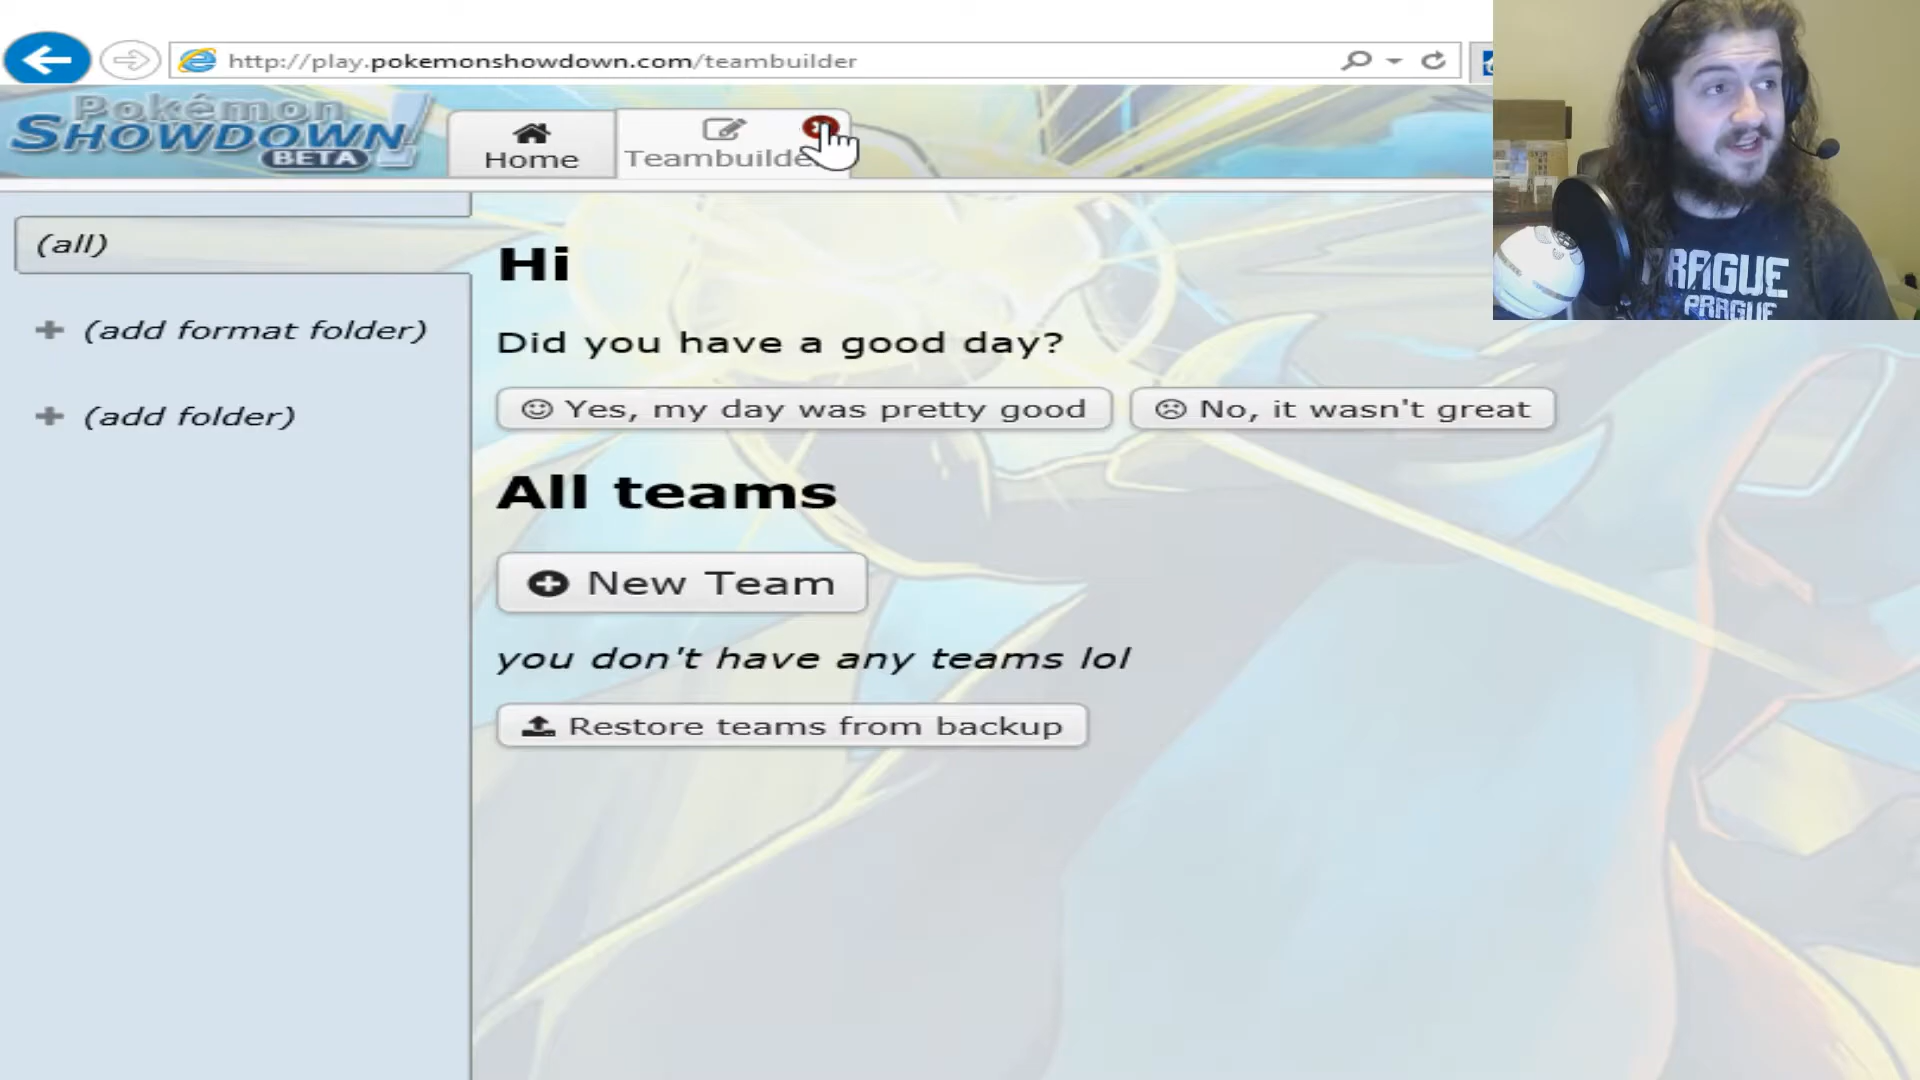 http://play.pokemonshowdown.com/teambuilder
Pokémon
SHOWDOWN!
BETA
Home
Teambuilde
(all)
(add format folder)
(add folder)
Hi
Did you have a good day?
Yes, my day was pretty good
No, it wasn't great
All teams
New Team
you don't have any teams lol
Restore teams from backup
PRAGUE
PRAGUE